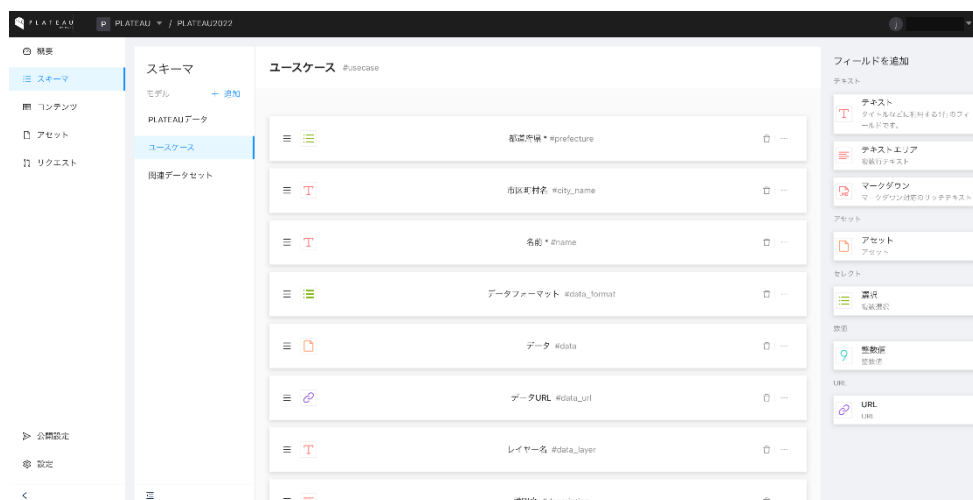 PLATEAU
P PLATEAU / PLATEAU2022
j
概要
スキーマ
コンテンツ
アセット
リクエスト
公開設定
設定
スキーマ
モデル
+ 追加
PLATEAUデータ
ユースケース
関連データセット
ユースケース #usecase
都道府県 * #prefecture
市区町村名 #city_name
名前 * #name
データフォーマット #data_format
データ #data
データURL #data_url
レイヤー名 #data_layer
フィールドを追加
テキスト
テキスト
タイトルなどに利用する1行のフィ
ールドです。
テキストエリア
複数行テキスト
マークダウン
マークダウン対応のリッチテキスト
アセット
アセット
アセット
セレクト
選択
複数選択
数値
整数値
整数値
URL
URL
URL